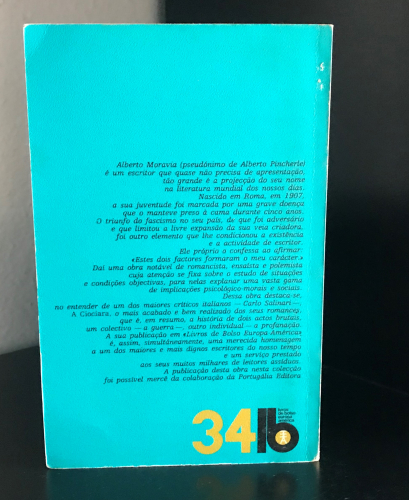 Alberto Moravia (pseudónimo de Alberto Pincherle)
é um escritor que quase não precisa de apresentação,
tão grande é a projecção do seu nome
na literatura mundial dos nossos dias.
Nascido em Roma, em 1907,
a sua juventude foi marcada por uma grave doença
que o manteve preso à cama durante cinco anos.
O triunfo do fascismo no seu país, de que foi adversário
e que limitou a livre expansão da sua veia criadora,
foi outro elemento que lhe condicionou a existência
e a actividade de escritor.
Ele próprio o confessa ao afirmar:
«Estes dois factores formaram o meu carácter.»
Daí uma obra notável de romancista, ensaísta e polemista
cuja atenção se fixa sobre o estudo de situações
e condições objectivas, para nelas explanar uma vasta gama
de implicações psicológico-morais e sociais.
Dessa obra destaca-se,
no entender de um dos maiores críticos italianos — Carlo Salinari —,
A Ciociara, o mais acabado e bem realizado dos seus romances,
que é, em resumo, a história de dois actos brutais,
um colectivo — a guerra —, outro individual — a profanação.
A sua publicação em «Livros de Bolso Europa-América»
é, assim, simultâneamente, uma merecida homenagem
a um dos maiores e mais dignos escritores do nosso tempo
e um serviço prestado
aos seus muitos milhares de leitores assíduos.
A publicação desta obra nesta colecção
foi possível mercê da colaboração da Portugália Editora
34 lb
livros
de bolso
europa
américa